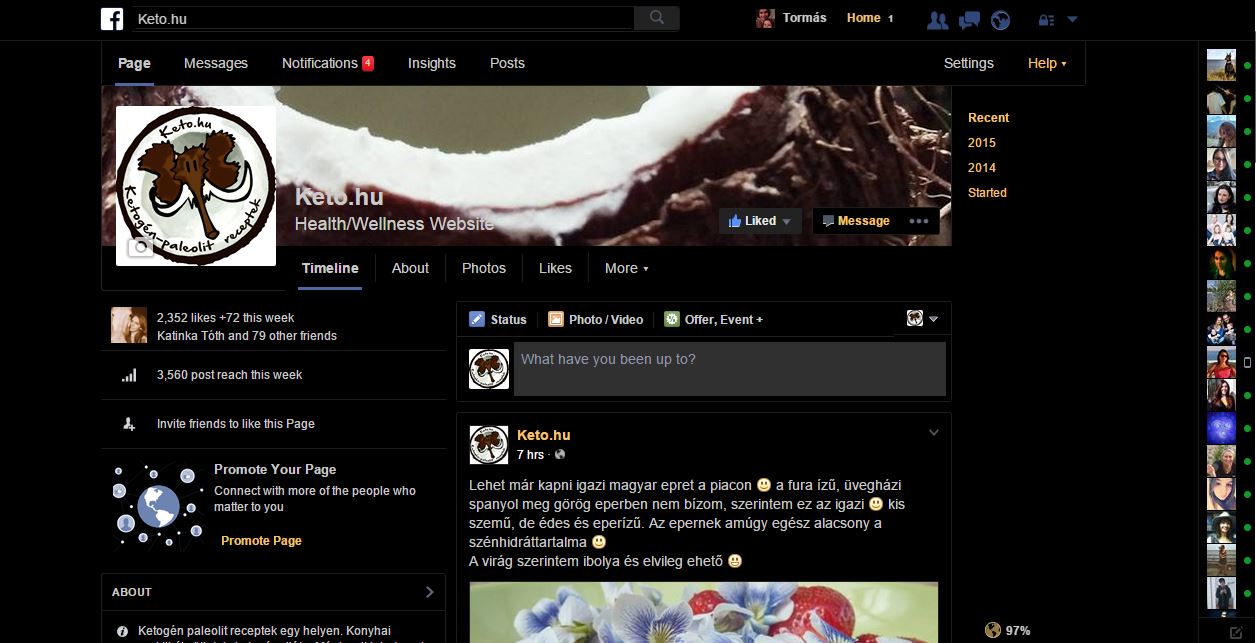 Keto.hu
Tormás
Home 1
Page
Messages
Notifications 4
Insights
Posts
Settings
Help
Recent
2015
2014
Started
Keto.hu
Ketogén-paleolit receptek
Keto.hu
Health/Wellness Website
Liked
Message
Timeline
About
Photos
Likes
More
2,352 likes +72 this week
Katinka Tóth and 79 other friends
3,560 post reach this week
Invite friends to like this Page
Promote Your Page
Connect with more of the people who
matter to you
Promote Page
ABOUT
Ketogén paleolit receptek egy helyen. Konyhai
Status
Photo / Video
Offer, Event +
What have you been up to?
Keto.hu
7 hrs ·
Lehet már kapni igazi magyar epret a piacon 🙂 a fura ízű, üvegházi
spanyol meg görög eperben nem bízom, szerintem ez az igazi 🙂 kis
szemű, de édes és eperízű. Az epernek amúgy egész alacsony a
szénhidráttartalma 🙂
A virág szerintem ibolya és elvileg ehető 😀
97%